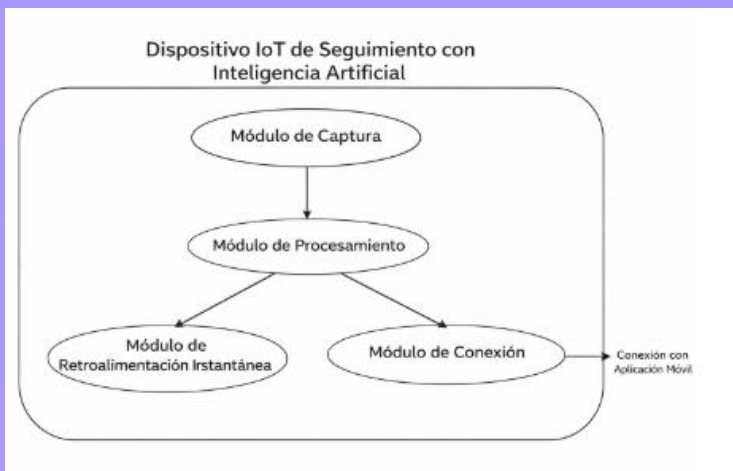 Dispositivo IoT de Seguimiento con
Inteligencia Artificial
Módulo de Captura
Módulo de Procesamiento
Módulo de
Retroalimentación Irstantánea
Módulo de Conexión
Conexión con
Aplicación Móvil